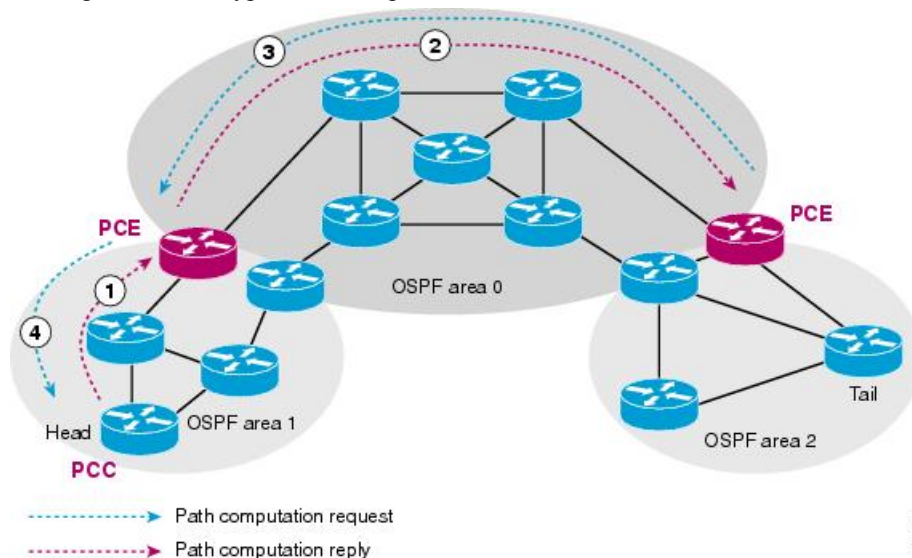 3
2
PCE
PCE
1
OSPF area 0
4
Tail
Head
OSPF area 1
OSPF area 2
PCC
Path computation request
Path computation reply